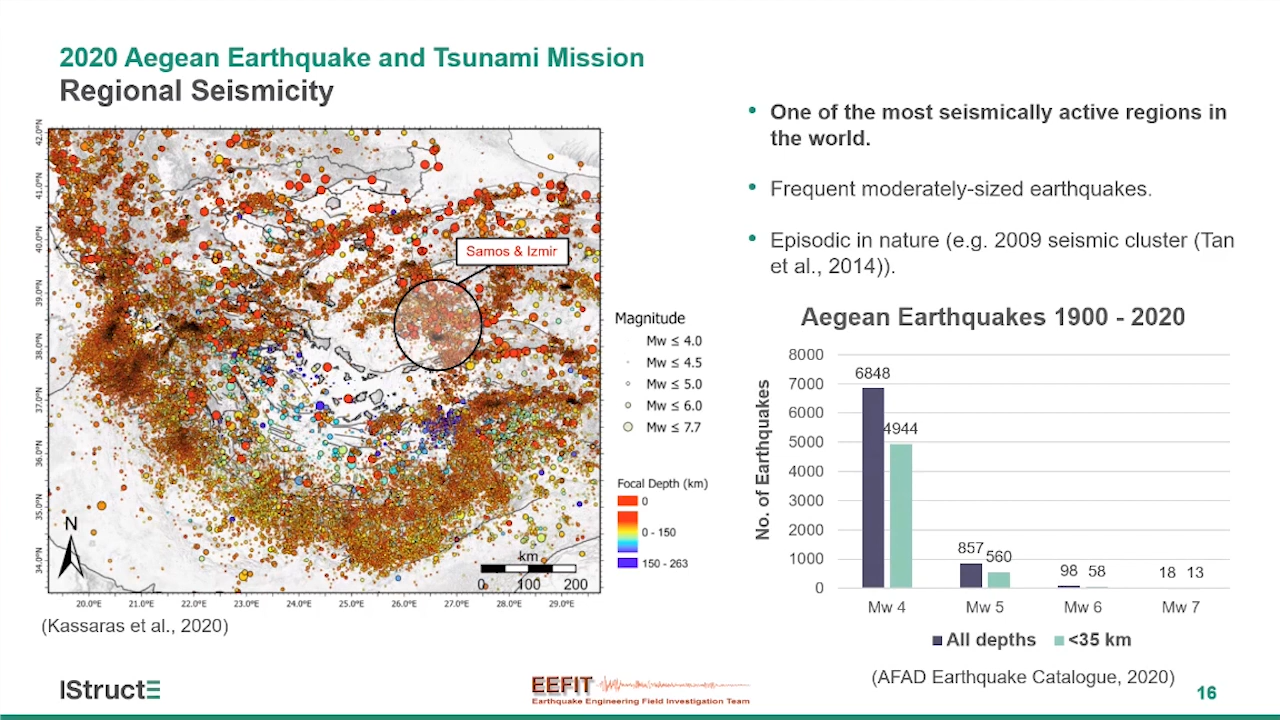 2020 Aegean Earthquake and Tsunami Mission
Regional Seismicity
42.0°N
41.0°N
40.0°N
39.0°N
38.0°N
37.0°N
36.0°N
35.0°N
34.0°N
Samos & Izmir
N
km
0 100 200
20.0°E 21.0°E 22.0°E 23.0°E 24.0°E 25.0°E 26.0°E 27.0°E 28.0°E 29.0°E
(Kassaras et al., 2020)
Magnitude
Mw ≤ 4.0
Mw ≤ 4.5
Mw ≤ 5.0
Mw ≤ 6.0
Mw ≤ 7.7
Focal Depth (km)
0
0 - 150
150 - 263
• One of the most seismically active regions in
the world.
• Frequent moderately-sized earthquakes.
• Episodic in nature (e.g. 2009 seismic cluster (Tan
et al., 2014)).
Aegean Earthquakes 1900 - 2020
No. of Earthquakes
8000
7000
6000
5000
4000
3000
2000
1000
0
6848
4944
857
560
98 58
18 13
Mw 4 Mw 5 Mw 6 Mw 7
All depths <35 km
(AFAD Earthquake Catalogue, 2020)
IStructE
EEFIT
Earthquake Engineering Field Investigation Team
16